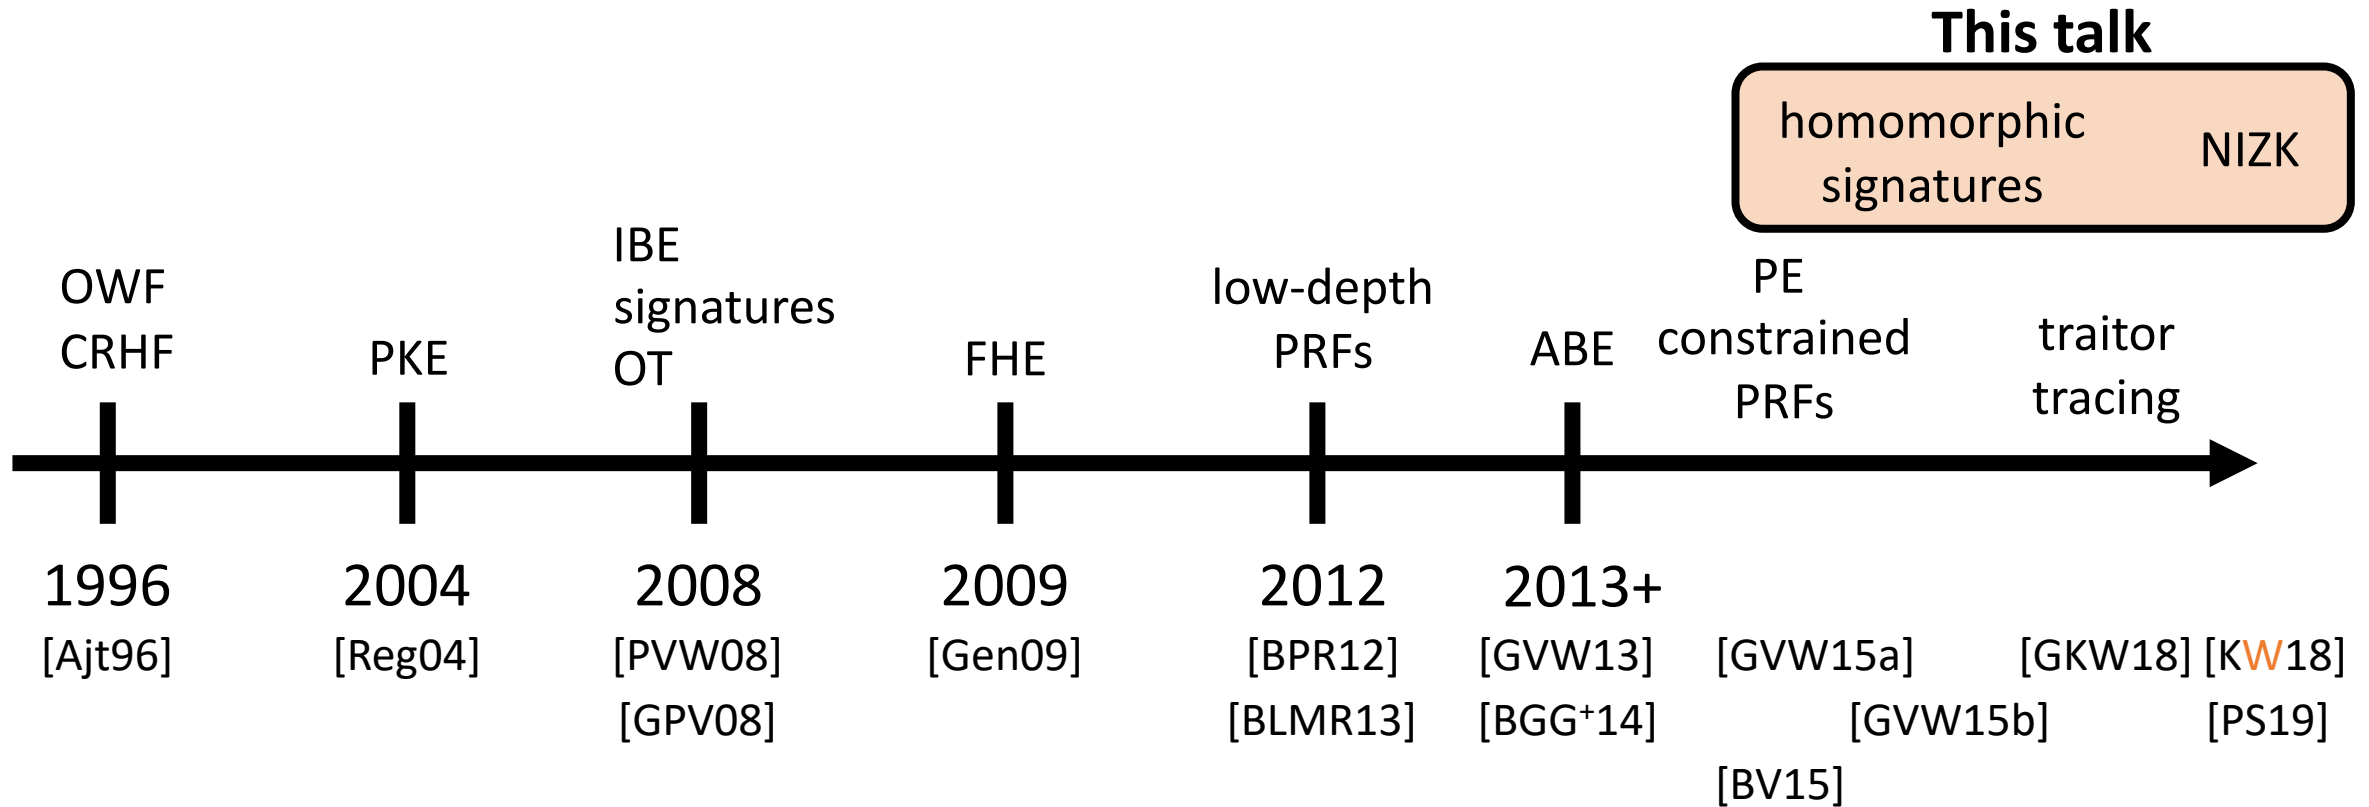 This talk
homomorphic
signatures
NIZK
OWF
CRHF
PKE
IBE
signatures
OT
FHE
low-depth
PRFs
ABE
PE
constrained
PRFs
traitor
tracing
1996
2004
2008
2009
2012
2013+
[Ajt96]
[Reg04]
[PVW08]
[GPV08]
[Gen09]
[BPR12]
[BLMR13]
[GVW13]
[BGG⁺14]
[GVW15a]
[GVW15b]
[BV15]
[GKW18]
[KW18]
[PS19]